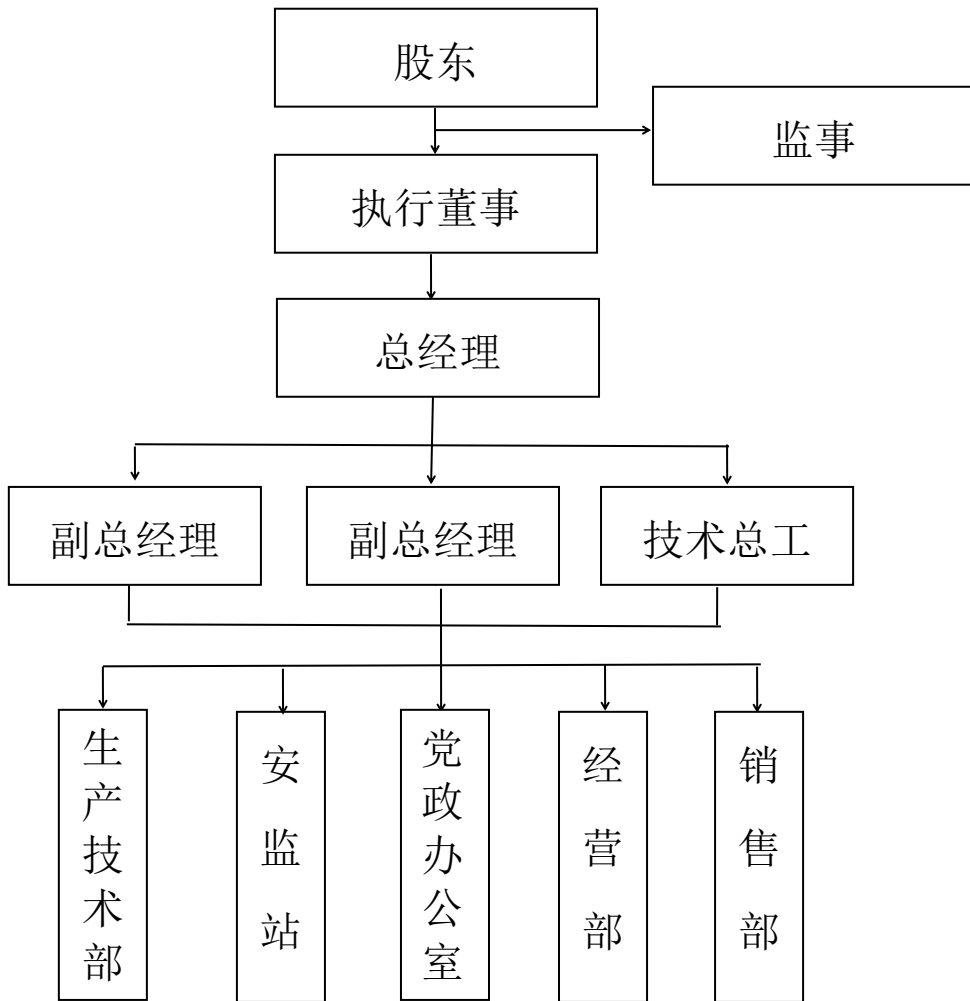 股东
监事
执行董事
总经理
副总经理
副总经理
技术总工
生产技术部
安监站
党政办公室
经营部
销售部